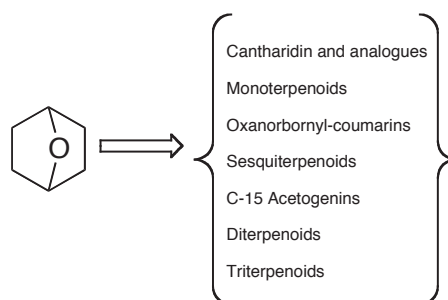 O
Cantharidin and analogues
Monoterpenoids
Oxanorbornyl-coumarins
Sesquiterpenoids
C-15 Acetogenins
Diterpenoids
Triterpenoids